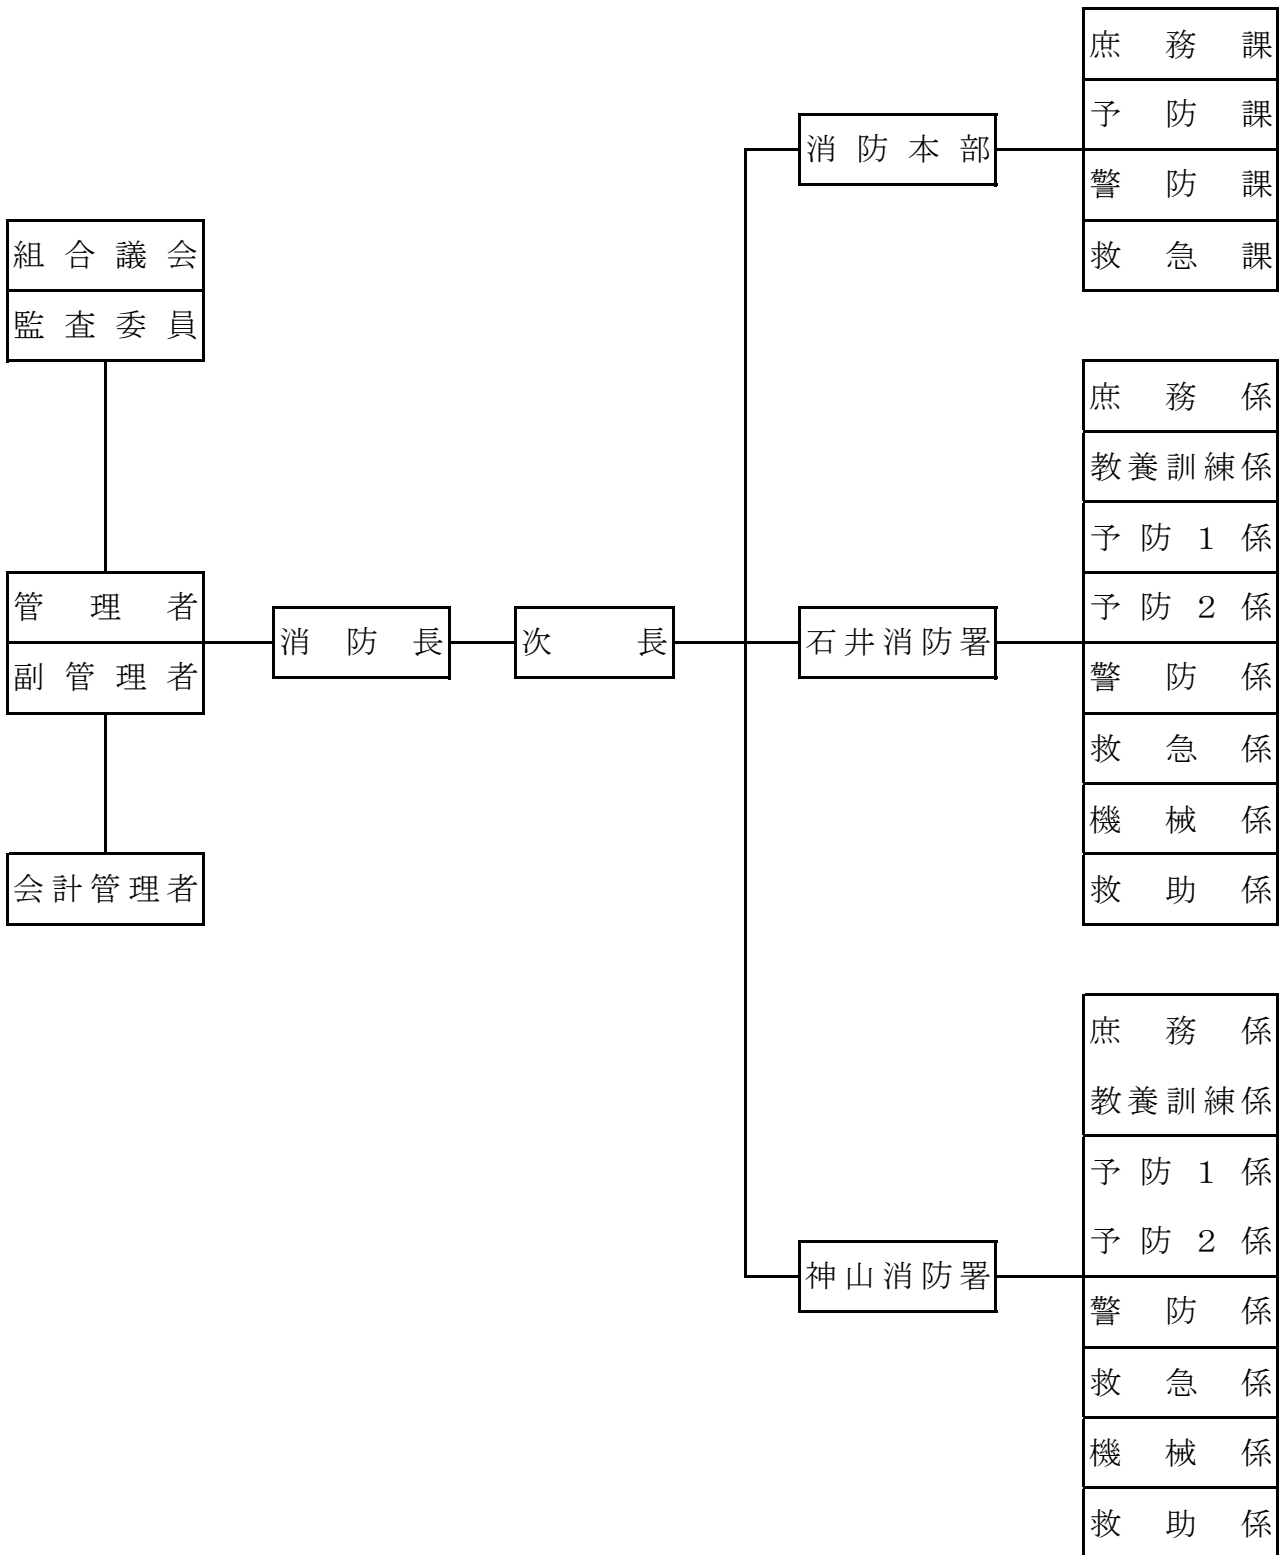 組合議会
監査委員
管理者
副管理者
会計管理者
消防長
次長
消防本部
庶務課
予防課
警防課
救急課
石井消防署
庶務係
教養訓練係
予防1係
予防2係
警防係
救急係
機械係
救助係
神山消防署
庶務係
教養訓練係
予防1係
予防2係
警防係
救急係
機械係
救助係